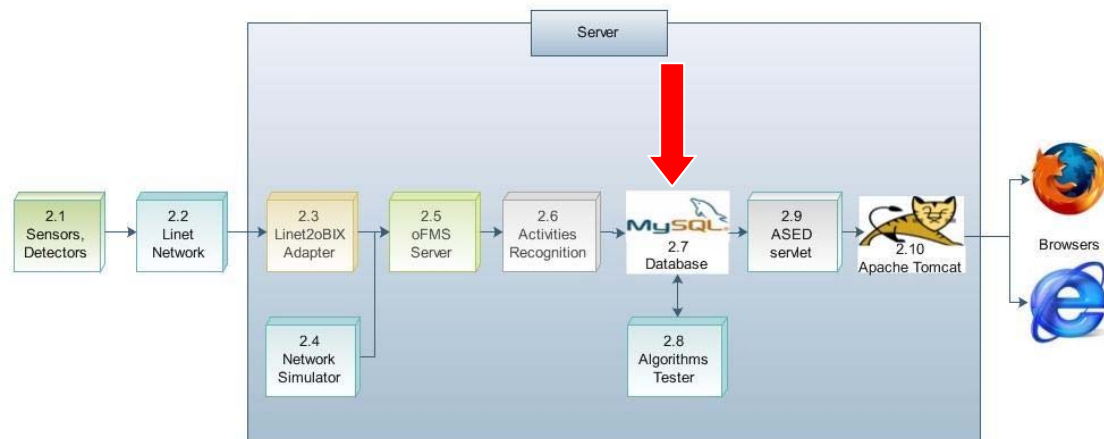 Server
2.1
Sensors,
Detectors
2.2
Linet
Network
2.3
Linet2oBIX
Adapter
2.5
oFMS
Server
2.6
Activities
Recognition
MySQL
2.7
Database
2.9
ASED
servlet
2.10
Apache Tomcat
Browsers
2.4
Network
Simulator
2.8
Algorithms
Tester